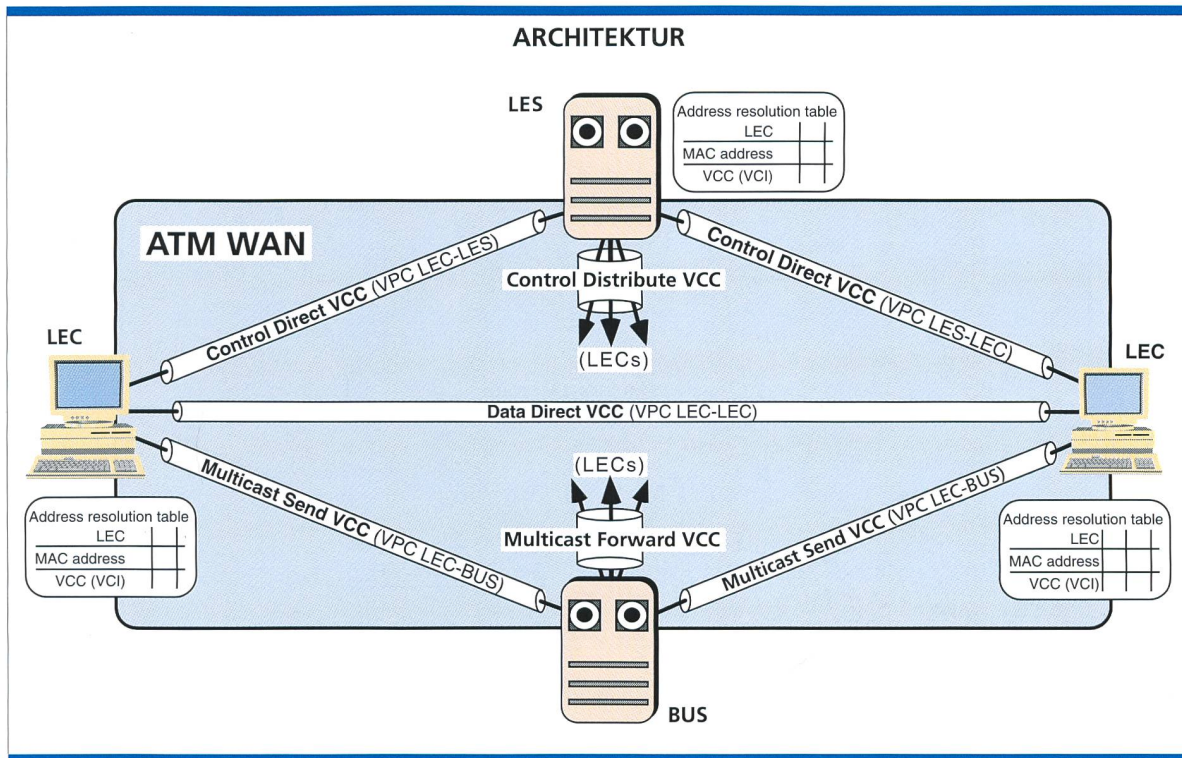 ARCHITEKTUR
LES
Address resolution table
LEC
MAC address
VCC (VCI)
ATM WAN
Control Direct VCC (VPC LEC-LES)
Control Direct VCC (VPC LES-LEC)
Control Distribute VCC
(LECs)
LEC
LEC
Data Direct VCC (VPC LEC-LEC)
(LECs)
Multicast Send VCC (VPC LEC-BUS)
Multicast Forward VCC
Multicast Send VCC (VPC LEC-BUS)
Address resolution table
LEC
MAC address
VCC (VCI)
Address resolution table
LEC
MAC address
VCC (VCI)
BUS